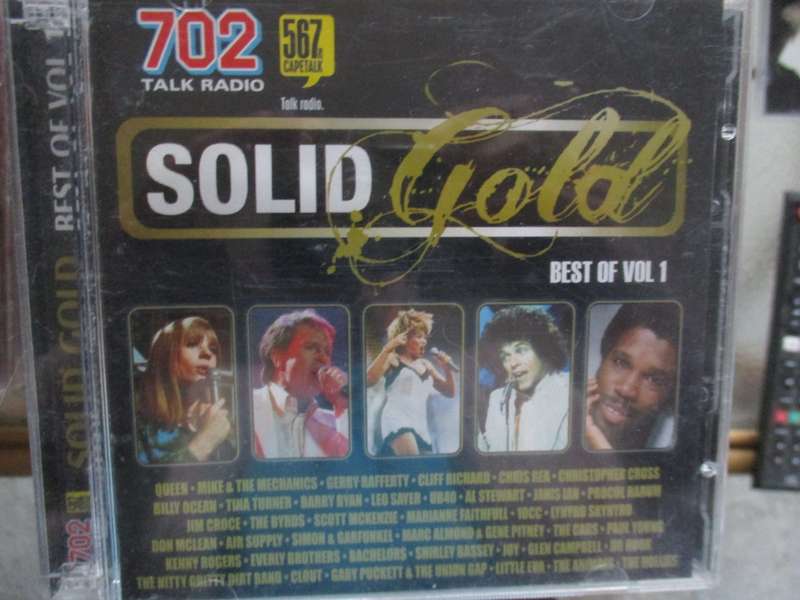 702
TALK RADIO
567
CAPETALK
Talk radio.
SOLID Gold
BEST OF VOL 1
QUEEN • MIKE & THE MECHANICS • GERRY RAFFERTY • CLIFF RICHARD • CHRIS REA • CHRISTOPHER CROSS
BILLY OCEAN • TINA TURNER • BARRY RYAN • LEO SAYER • UB40 • AL STEWART • JANIS IAN • PROCUL HARUM
JIM CROCE • THE BYRDS • SCOTT MCKENZIE • MARIANNE FAITHFULL • 10CC • LYNYRD SKYNYRD
DON MCLEAN • AIR SUPPLY • SIMON & GARFUNKEL • MARC ALMOND & GENE PITNEY • THE CARS • PAUL YOUNG
KENNY ROGERS • EVERLY BROTHERS • BACHELORS • SHIRLEY BASSEY • JOY • GLEN CAMPBELL •
THE NITTY GRITTY DIRT BAND • CLOUT • GARY PUCKETT & THE UNION GAP • LITTLE EVA • THE ANIMALS • THE HOLLIES
702 SOLID GOLD BEST OF VOL 1